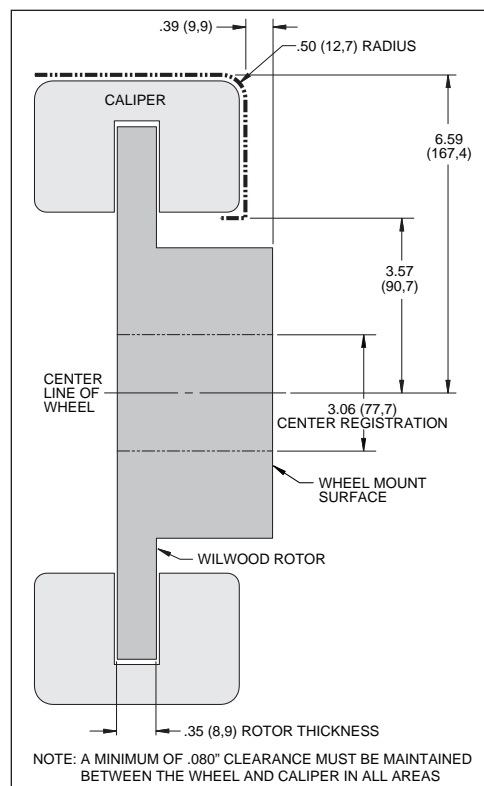 .39 (9,9)
.50 (12,7) RADIUS
CALIPER
6.59
(167,4)
3.57
(90,7)
CENTER
LINE OF
WHEEL
3.06 (77,7)
CENTER REGISTRATION
WHEEL MOUNT
SURFACE
WILWOOD ROTOR
.35 (8,9) ROTOR THICKNESS
NOTE: A MINIMUM OF .080” CLEARANCE MUST BE MAINTAINED
BETWEEN THE WHEEL AND CALIPER IN ALL AREAS